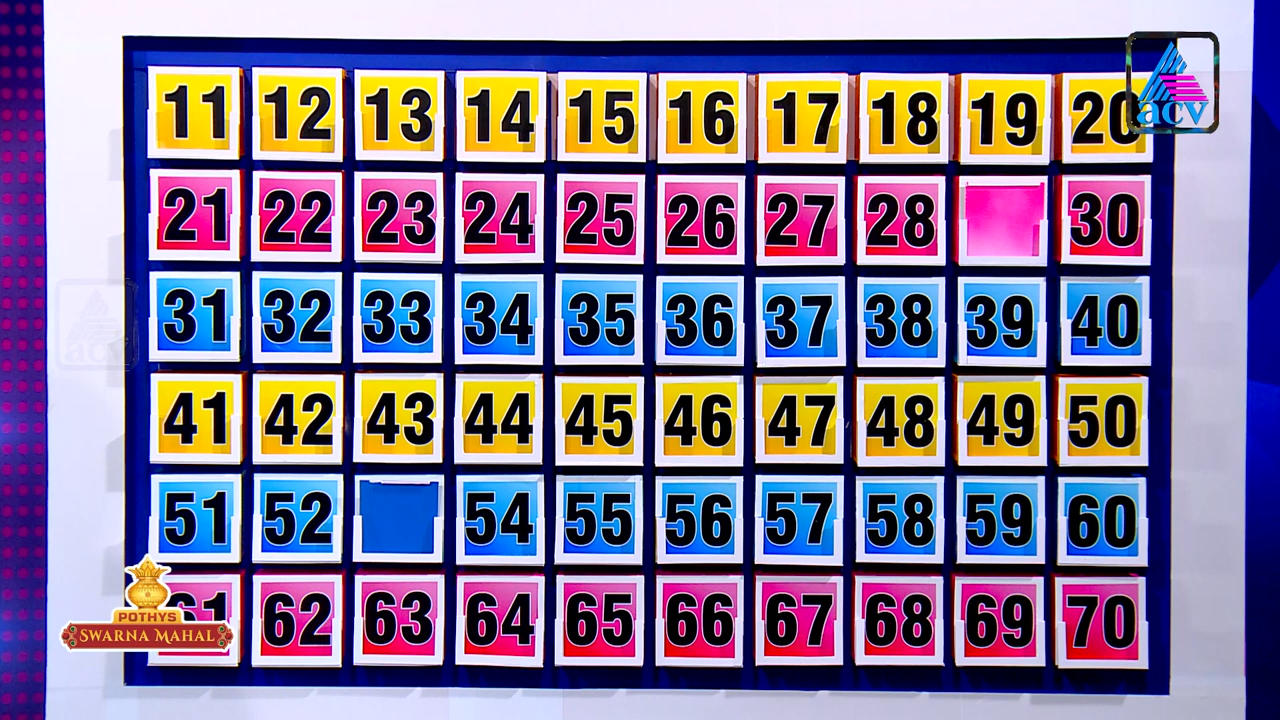 11 12 13 14 15 16 17 18 19 20
acv
21 22 23 24 25 26 27 28 30
31 32 33 34 35 36 37 38 39 40
acv
41 42 43 44 45 46 47 48 49 50
51 52 54 55 56 57 58 59 60
61 62 63 64 65 66 67 68 69 70
POTHYS
SWARNA MAHAL